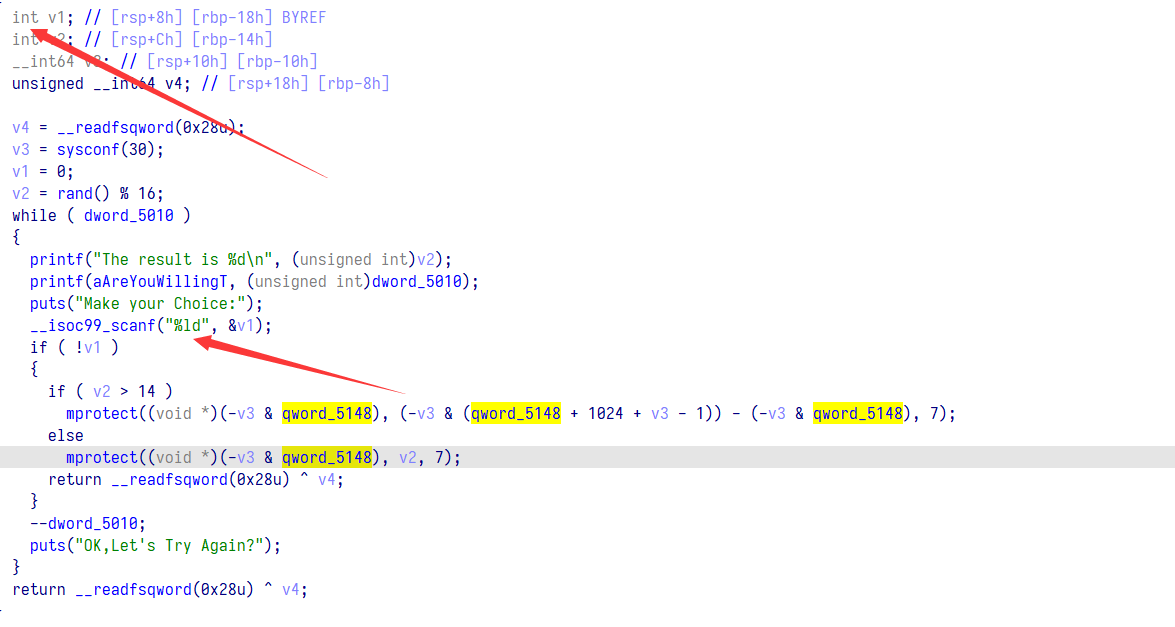 int v1; // [rsp+8h] [rbp-18h] BYREF
int v2; // [rsp+Ch] [rbp-14h]
__int64 v3; // [rsp+10h] [rbp-10h]
unsigned __int64 v4; // [rsp+18h] [rbp-8h]
v4 = __readfsqword(0x28u);
v3 = sysconf(30);
v1 = 0;
v2 = rand() % 16;
while ( dword_5010 )
{
printf("The result is %d\n", (unsigned int)v2);
printf(aAreYouWillingT, (unsigned int)dword_5010);
puts("Make your Choice:");
__isoc99_scanf("%ld", &v1);
if ( !v1 )
{
if ( v2 > 14 )
mprotect((void *)(-v3 & qword_5148), (-v3 & (qword_5148 + 1024 + v3 - 1)) - (-v3 & qword_5148), 7);
else
mprotect((void *)(-v3 & qword_5148), v2, 7);
return __readfsqword(0x28u) ^ v4;
}
--dword_5010;
puts("OK,Let's Try Again?");
}
return __readfsqword(0x28u) ^ v4;